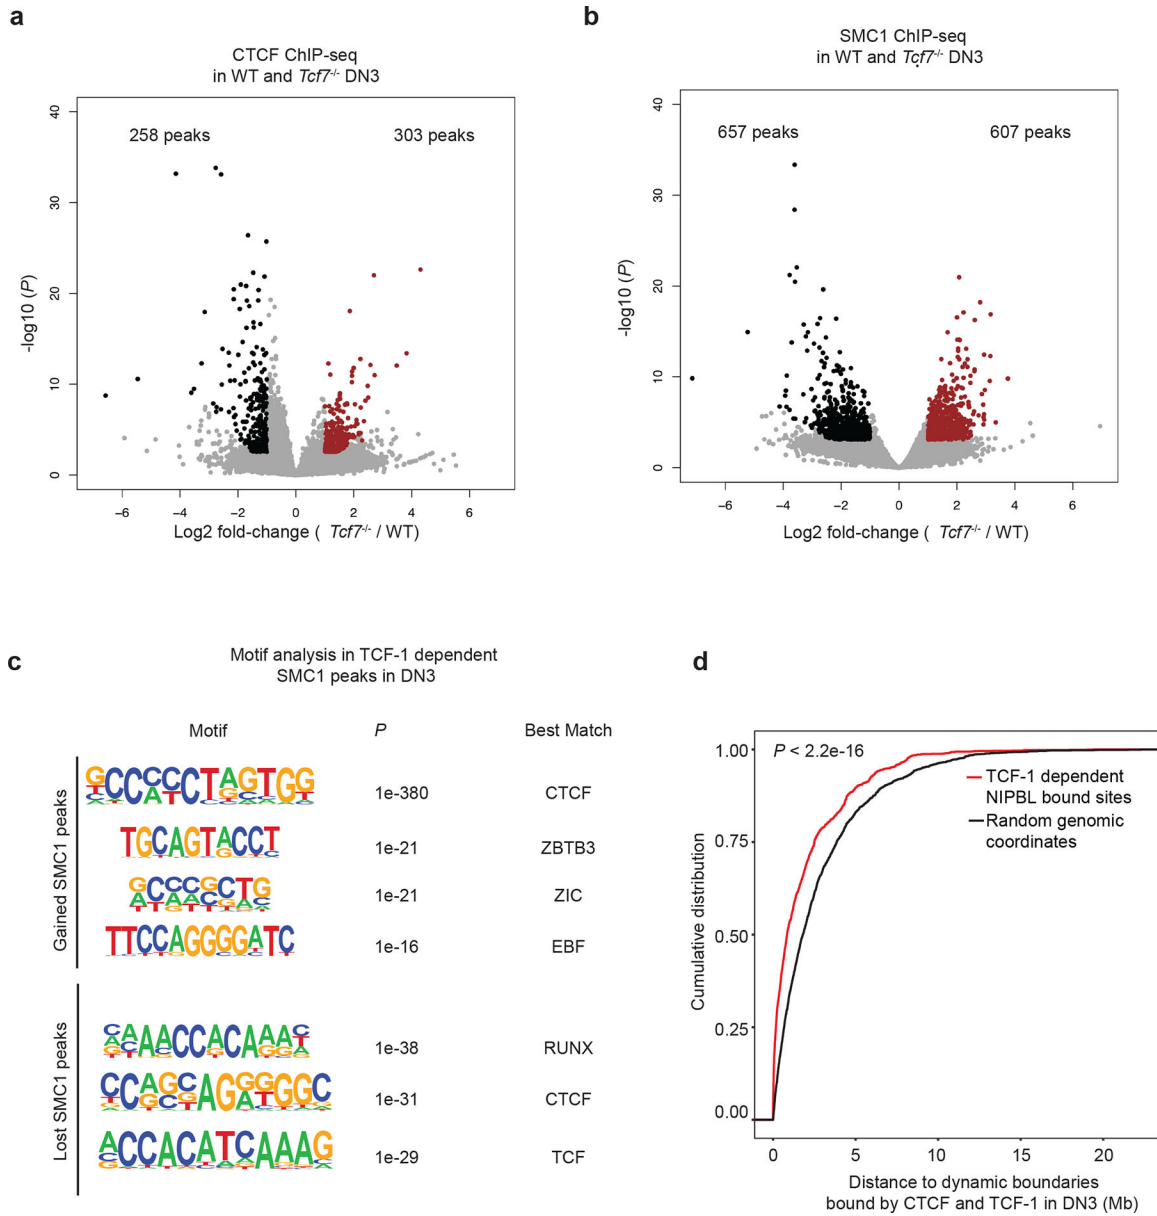 a
CTCF ChIP-seq
in WT and Tcf7-/- DN3
258 peaks
303 peaks
40
30
20
10
0
-log10 (P)
−6 −4 −2 0 2 4 6
Log2 fold-change ( Tcf7-/- / WT)
b
SMC1 ChIP-seq
in WT and Tcf7-/- DN3
657 peaks
607 peaks
40
30
20
10
0
-log10 (P)
−6 −4 −2 0 2 4 6
Log2 fold-change ( Tcf7-/- / WT)
c
Motif analysis in TCF-1 dependent
SMC1 peaks in DN3
Motif P Best Match
Gained SMC1 peaks
GCCCCCTAGTGG 1e-380 CTCF
TGCAGTACCT 1e-21 ZBTB3
GCCCGCTG 1e-21 ZIC
TTCCAGGGGATC 1e-16 EBF
Lost SMC1 peaks
CAAACCACAAAC 1e-38 RUNX
CCAGCAGGGGGC 1e-31 CTCF
ACCACATCAAAG 1e-29 TCF
d
P < 2.2e-16
TCF-1 dependent
NIPBL bound sites
Random genomic
coordinates
1.00
0.75
0.50
0.25
0.00
Cumulative distribution
0 5 10 15 20
Distance to dynamic boundaries
bound by CTCF and TCF-1 in DN3 (Mb)